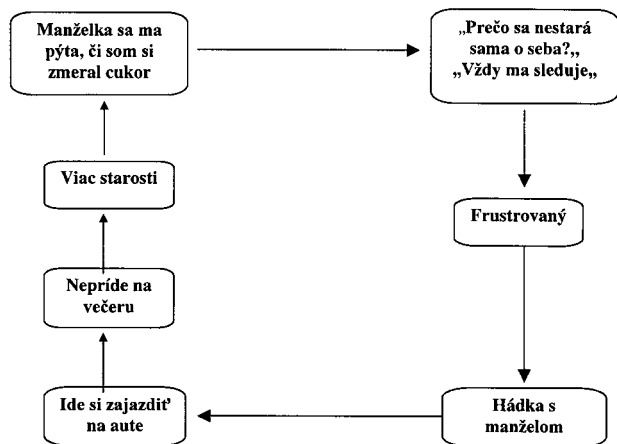 Manželka sa ma
pýta, či som si
zmeral cukor
„Prečo sa nestará
sama o seba?„
„Vždy ma sleduje„
Frustrovaný
Hádka s
manželom
Ide si zajazdiť
na aute
Nepríde na
večeru
Viac starosti